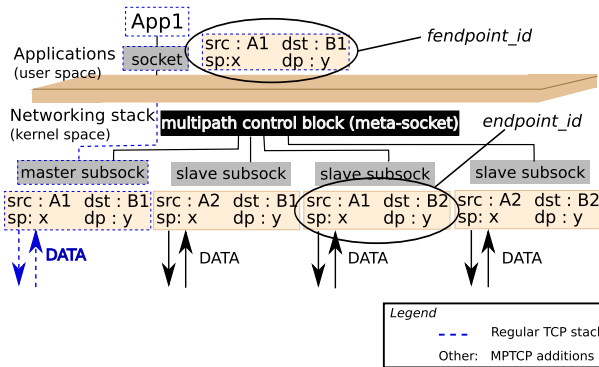 App1
fendpoint_id
Applications
(user space)
socket
src : A1 dst : B1
sp:x dp : y
Networking stack
(kernel space)
multipath control block (meta-socket)
endpoint_id
master subsock
slave subsock
slave subsock
slave subsock
src : A1 dst : B1
sp: x dp : y
src : A2 dst : B1
sp: x dp : y
src : A1 dst : B2
sp: x dp : y
src : A2 dst : B2
sp: x dp : y
DATA
DATA
DATA
DATA
Legend
Regular TCP stack
Other: MPTCP additions